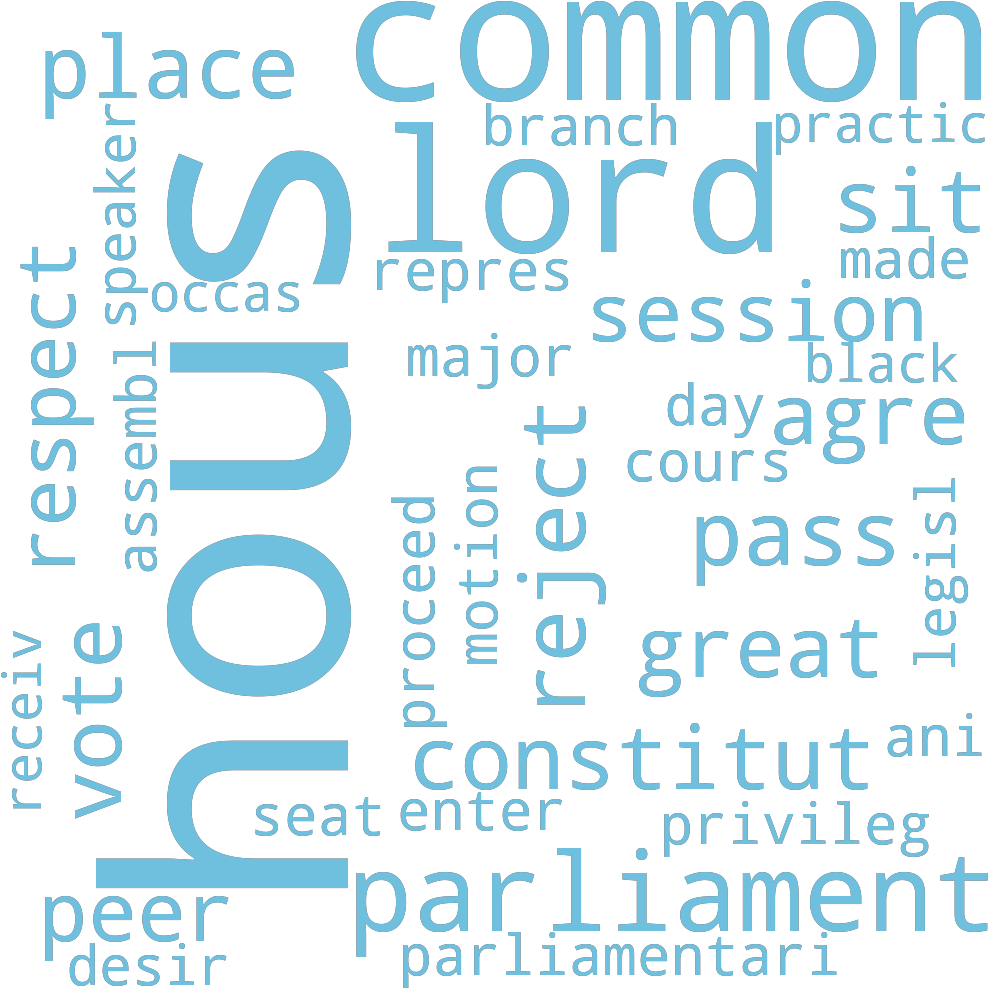 common
place
branch
practic
lord
speaker
sit
made
repres
respect
occas
session
hous
major
black
assembl
day
agre
reject
cours
motion
legisl
proceed
pass
great
receiv
vote
constitut
ani
seat
enter
privileg
parliament
peer
parliamentari
desir